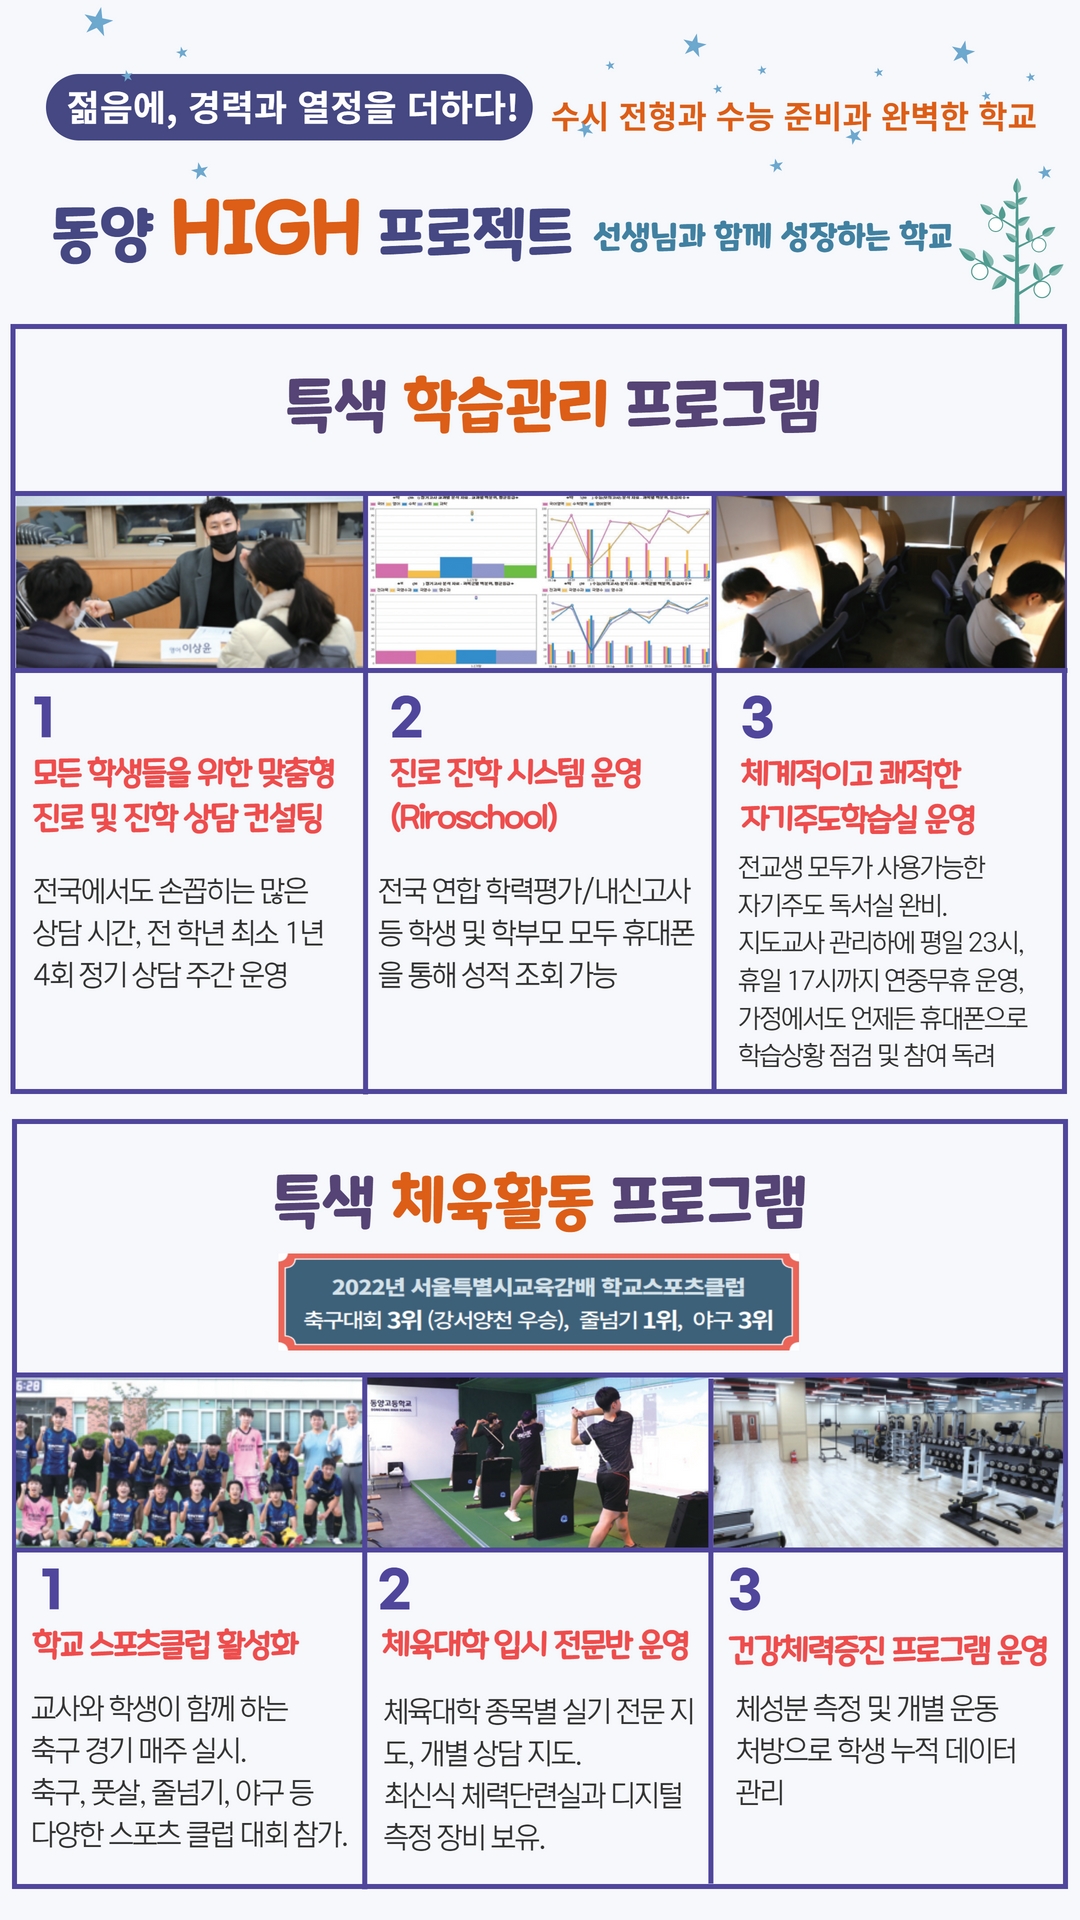 젊음에, 경력과 열정을 더하다!
수시 전형과 수능 준비과 완벽한 학교
동양 HIGH 프로젝트
선생님과 함께 성장하는 학교
특색 학습관리 프로그램
이상윤
1
모든 학생들을 위한 맞춤형
진로 및 진학 상담 컨설팅
전국에서도 손꼽히는 많은
상담 시간, 전 학년 최소 1년
4회 정기 상담 주간 운영
2
진로 진학 시스템 운영
(Riroschool)
전국 연합 학력평가/내신고사
등 학생 및 학부모 모두 휴대폰
을 통해 성적 조회 가능
3
체계적이고 쾌적한
자기주도학습실 운영
전교생 모두가 사용가능한
자기주도 독서실 완비.
지도교사 관리하에 평일 23시,
휴일 17시까지 연중무휴 운영,
가정에서도 언제든 휴대폰으로
학습상황 점검 및 참여 독려
특색 체육활동 프로그램
2022년 서울특별시교육감배 학교스포츠클럽
축구대회 3위 (강서양천 우승), 줄넘기 1위, 야구 3위
6:28
동양고등학교
1
학교 스포츠클럽 활성화
교사와 학생이 함께 하는
축구 경기 매주 실시.
축구, 풋살, 줄넘기, 야구 등
다양한 스포츠 클럽 대회 참가.
2
체육대학 입시 전문반 운영
체육대학 종목별 실기 전문 지
도, 개별 상담 지도.
최신식 체력단련실과 디지털
측정 장비 보유.
3
건강체력증진 프로그램 운영
체성분 측정 및 개별 운동
처방으로 학생 누적 데이터
관리